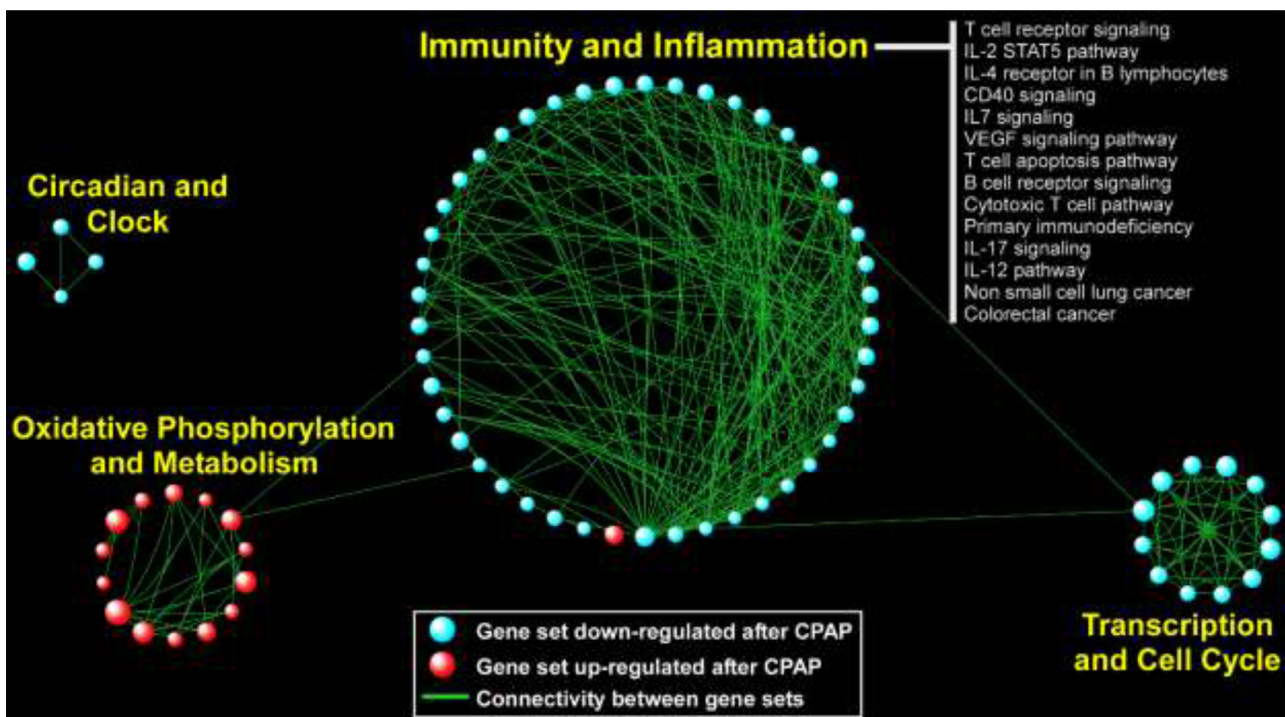 Immunity and Inflammation
T cell receptor signaling
IL-2 STAT5 pathway
IL-4 receptor in B lymphocytes
CD40 signaling
IL7 signaling
VEGF signaling pathway
T cell apoptosis pathway
B cell receptor signaling
Cytotoxic T cell pathway
Primary immunodeficiency
IL-17 signaling
IL-12 pathway
Non small cell lung cancer
Colorectal cancer
Circadian and
Clock
Oxidative Phosphorylation
and Metabolism
Transcription
and Cell Cycle
Gene set down-regulated after CPAP
Gene set up-regulated after CPAP
Connectivity between gene sets